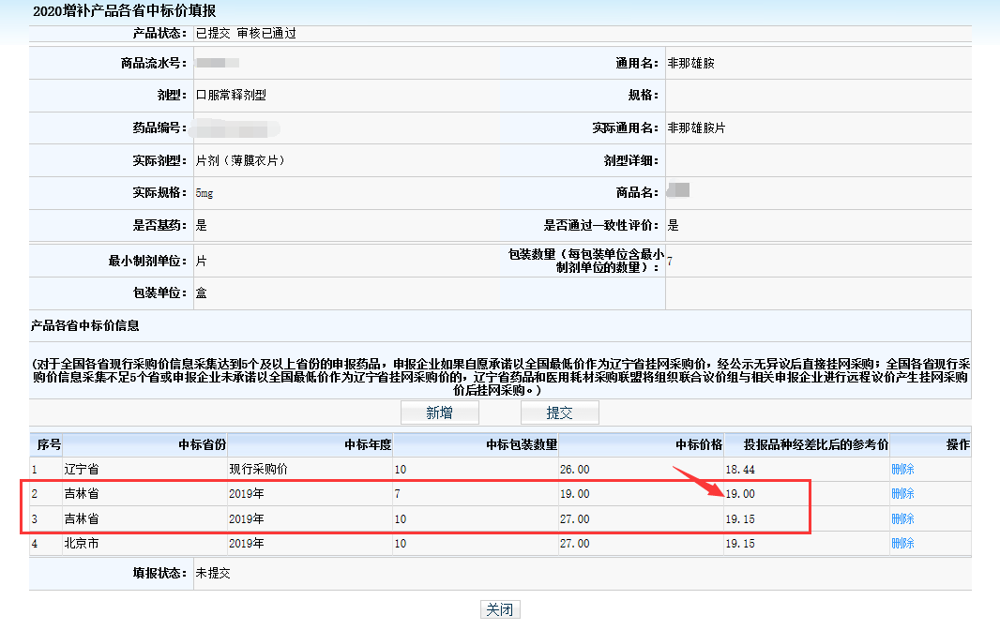 2020增补产品各省中标价填报
产品状态： 已提交 审核已通过
商品流水号： 通用名： 非那雄胺
剂型： 口服常释剂型 规格：
药品编号： 实际通用名： 非那雄胺片
实际剂型： 片剂（薄膜衣片） 剂型详细：
实际规格： 5mg 商品名：
是否基药： 是 是否通过一致性评价： 是
最小制剂单位： 片 包装数量（每包装单位含最小
制剂单位的数量）： 7
包装单位： 盒
产品各省中标价信息
(对于全国各省现行采购价信息采集达到5个及以上省份的申报药品，申报企业如果自愿承诺以全国最低价作为辽宁省挂网采购价，经公示无异议后直接挂网采购；全国各省现行采
购价信息采集不足5个省或申报企业未承诺以全国最低价作为辽宁省挂网采购价的，辽宁省药品和医用耗材采购联盟将组织联合议价组与相关申报企业进行远程议价产生挂网采购
价后挂网采购。)
新增 提交
序号 中标省份 中标年度 中标包装数量 中标价格 投报品种经差比后的参考价 操作
1 辽宁省 现行采购价 10 26.00 18.44 删除
2 吉林省 2019年 7 19.00 19.00 删除
3 吉林省 2019年 10 27.00 19.15 删除
4 北京市 2019年 10 27.00 19.15 删除
填报状态： 未提交
关闭